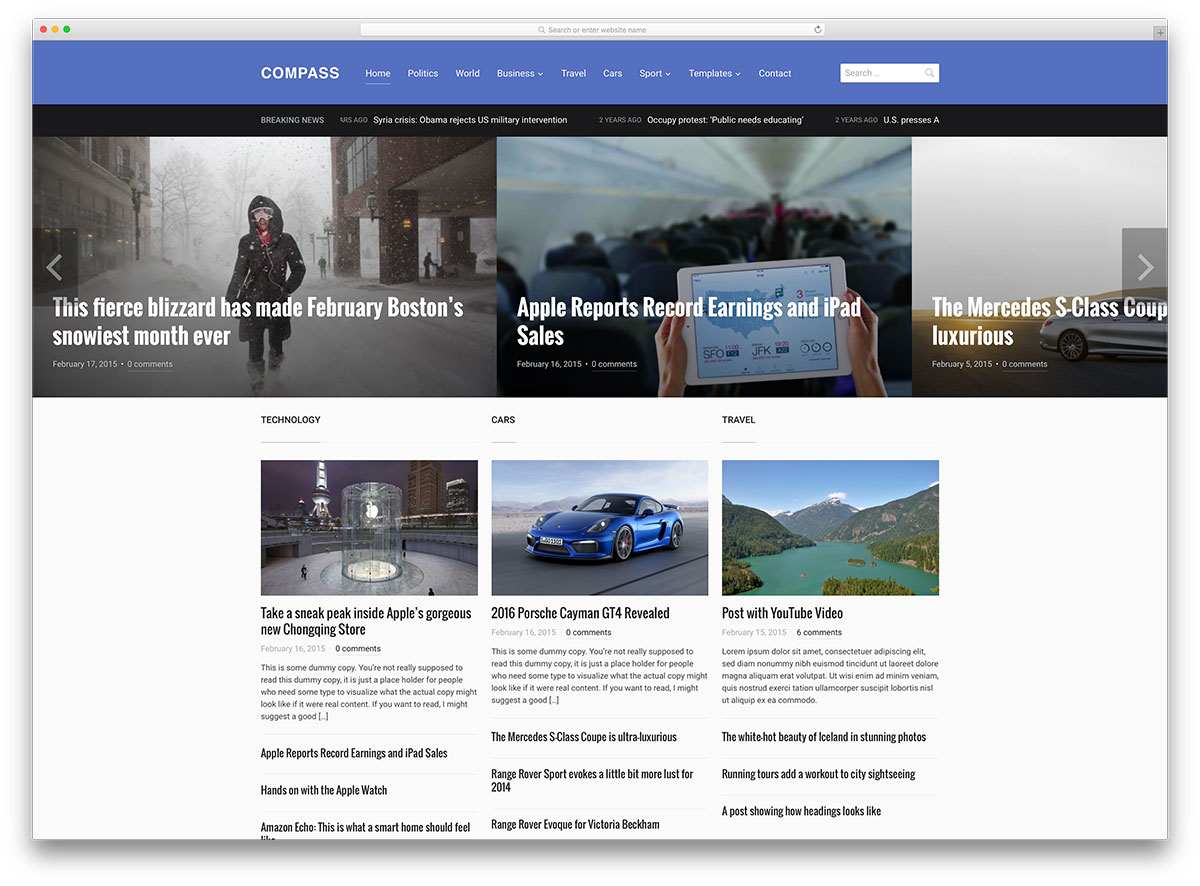 Search or enter website name
COMPASS
Home Politics World Business Travel Cars Sport Templates Contact
Search ...
BREAKING NEWS ARS AGO Syria crisis: Obama rejects US military intervention 2 YEARS AGO Occupy protest: ‘Public needs educating’ 2 YEARS AGO U.S. presses A
This fierce blizzard has made February Boston’s
snowiest month ever
February 17, 2015 • 0 comments
Apple Reports Record Earnings and iPad
Sales
February 16, 2015 • 0 comments
SFO
JFK
3
The Mercedes S-Class Coup
luxurious
February 5, 2015 • 0 comments
TECHNOLOGY
Take a sneak peak inside Apple’s gorgeous
new Chongqing Store
February 16, 2015 0 comments
This is some dummy copy. You’re not really supposed to
read this dummy copy, it is just a place holder for people
who need some type to visualize what the actual copy might
look like if it were real content. If you want to read, I might
suggest a good [...]
Apple Reports Record Earnings and iPad Sales
Hands on with the Apple Watch
Amazon Echo: This is what a smart home should feel
like
CARS
2016 Porsche Cayman GT4 Revealed
February 16, 2015 0 comments
This is some dummy copy. You’re not really supposed to
read this dummy copy, it is just a place holder for people
who need some type to visualize what the actual copy might
look like if it were real content. If you want to read, I might
suggest a good [...]
The Mercedes S-Class Coupe is ultra-luxurious
Range Rover Sport evokes a little bit more lust for
2014
Range Rover Evoque for Victoria Beckham
TRAVEL
Post with YouTube Video
February 15, 2015 6 comments
Lorem ipsum dolor sit amet, consectetuer adipiscing elit,
sed diam nonummy nibh euismod tincidunt ut laoreet dolore
magna aliquam erat volutpat. Ut wisi enim ad minim veniam,
quis nostrud exerci tation ullamcorper suscipit lobortis nisl
ut aliquip ex ea commodo.
The white-hot beauty of Iceland in stunning photos
Running tours add a workout to city sightseeing
A post showing how headings looks like